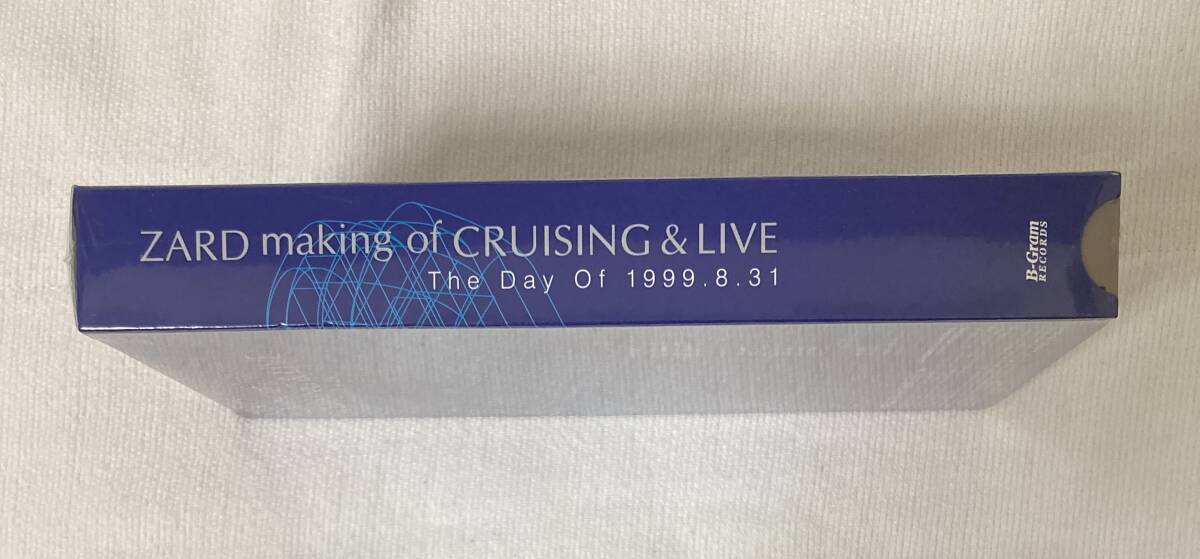 ZARD making of CRUISING & LIVE
The Day Of 1999.8.31
B-Gram
RECORDS